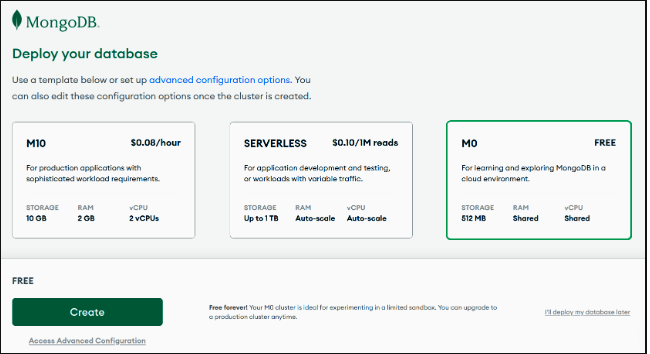 MongoDB.
Deploy your database
Use a template below or set up advanced configuration options. You
can also edit these configuration options once the cluster is created.
M10 $0.08/hour
For production applications with
sophisticated workload requirements.
STORAGE RAM vCPU
10 GB 2 GB 2 vCPUs
SERVERLESS $0.10/1M reads
For application development and testing,
or workloads with variable traffic.
STORAGE RAM vCPU
Up to 1 TB Auto-scale Auto-scale
M0 FREE
For learning and exploring MongoDB in a
cloud environment.
STORAGE RAM vCPU
512 MB Shared Shared
FREE
Create
Access Advanced Configuration
Free forever! Your M0 cluster is ideal for experimenting in a limited sandbox. You can upgrade to
a production cluster anytime.
I'll deploy my database later